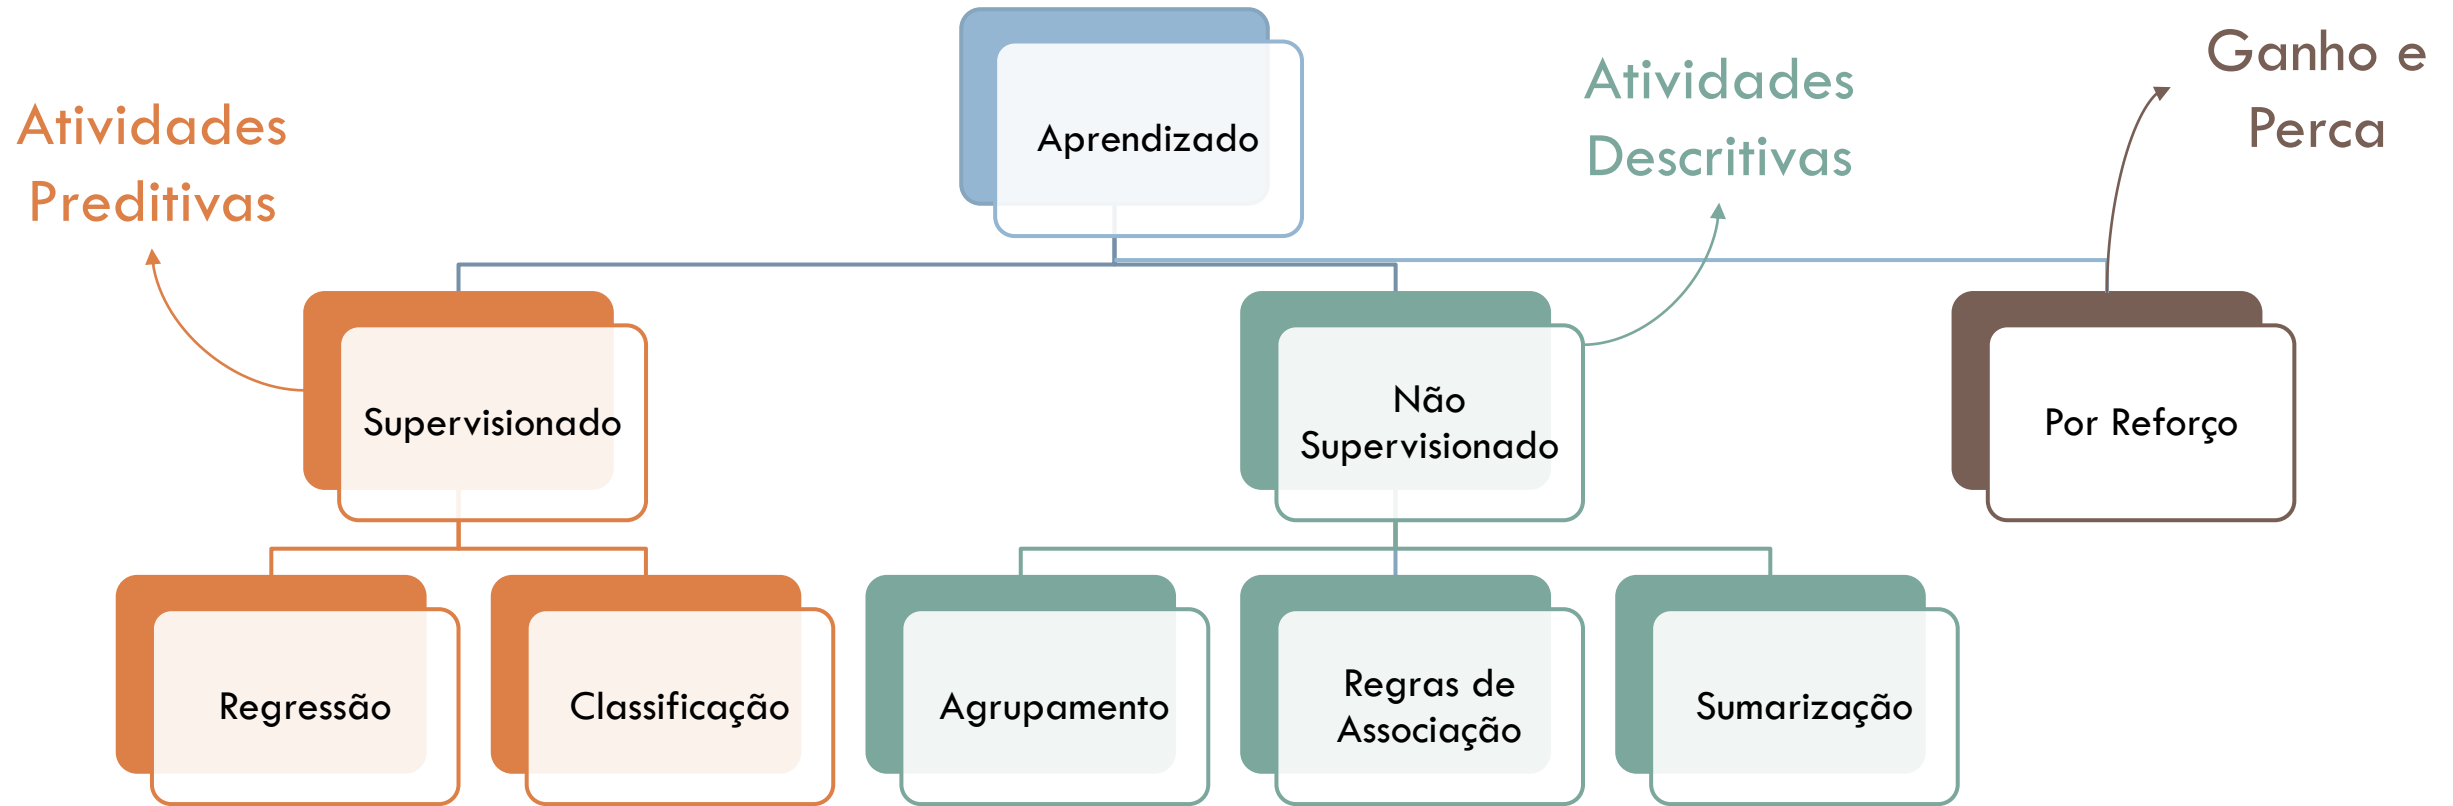 Aprendizado
Atividades
Preditivas
Atividades
Descritivas
Ganho e
Perca
Supervisionado
Não
Supervisionado
Por Reforço
Regressão
Classificação
Agrupamento
Regras de
Associação
Sumarização